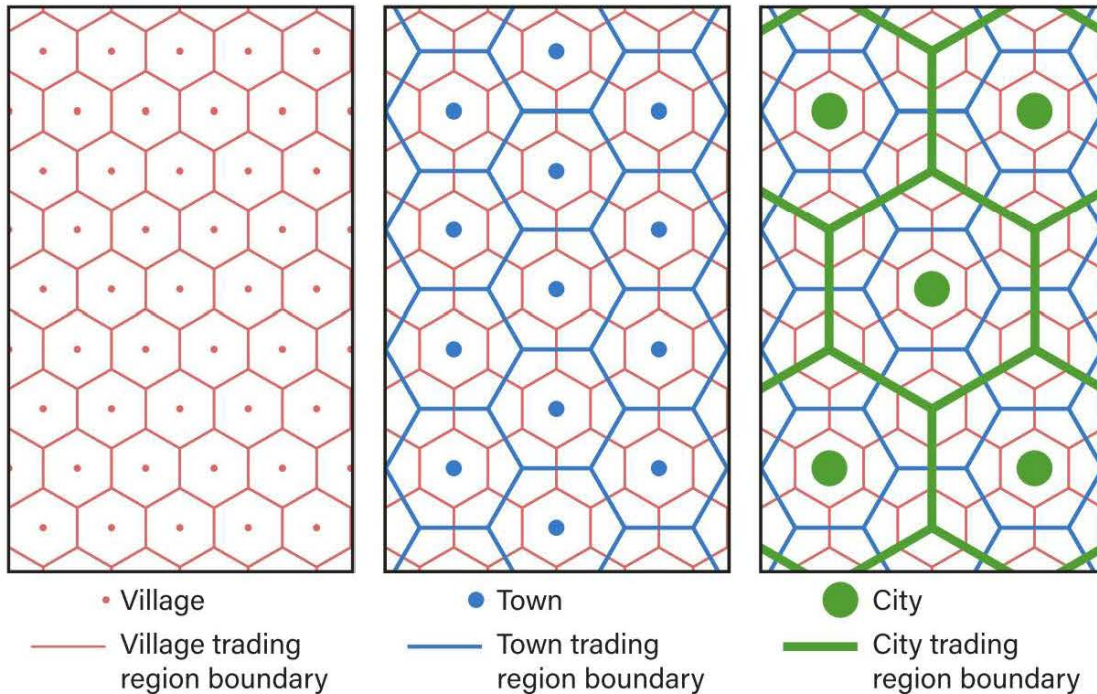 Village
Village trading
region boundary
Town
Town trading
region boundary
City
City trading
region boundary